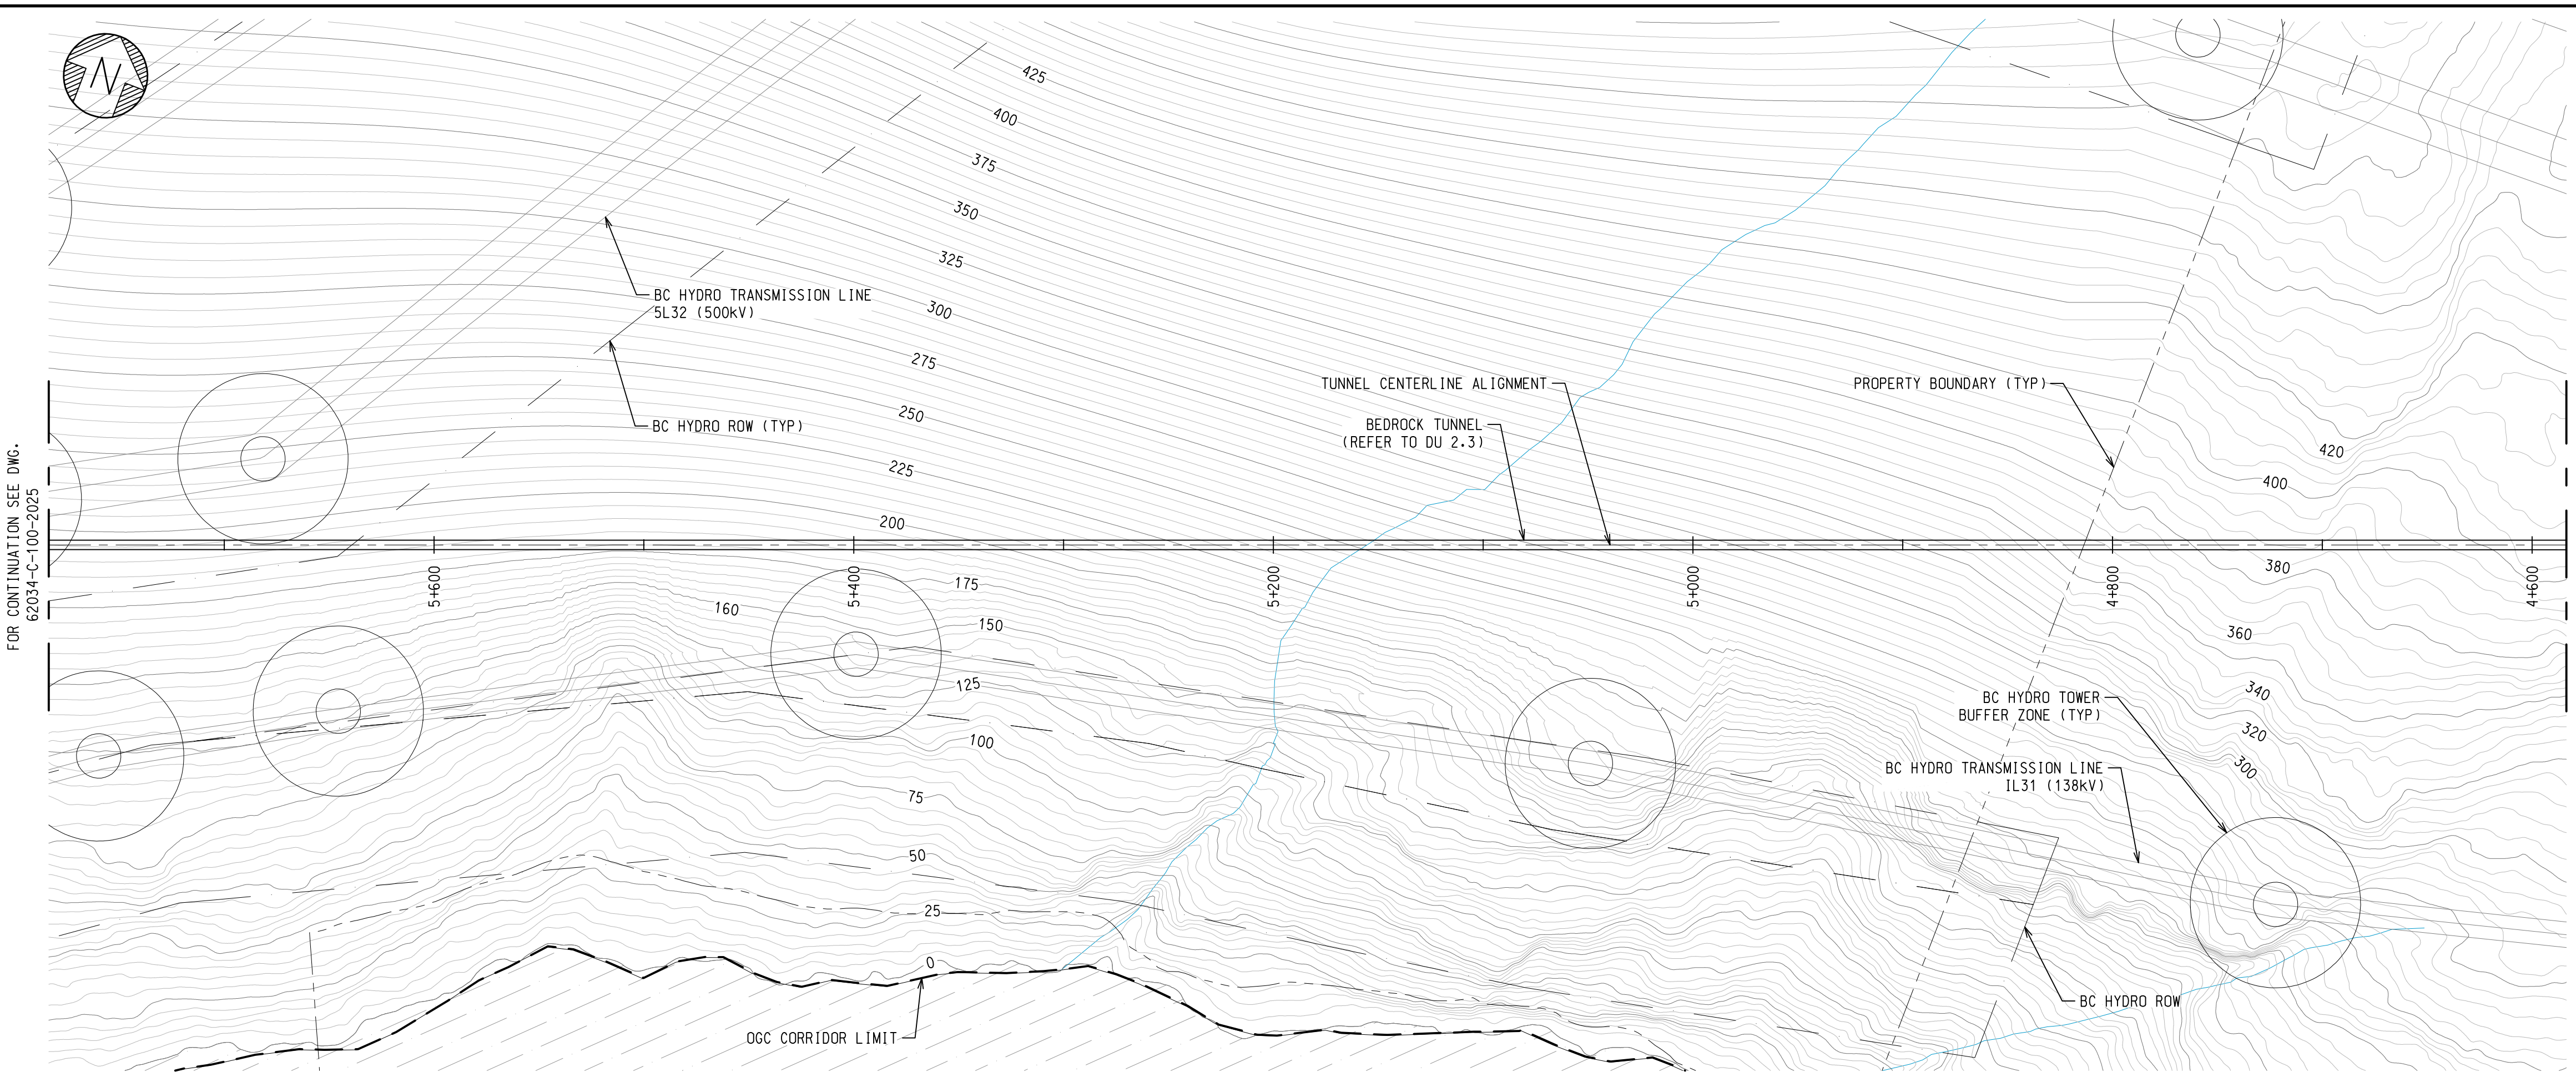 N
425
400
375
350
325
300
275
250
225
200
BC HYDRO TRANSMISSION LINE
5L32 (500kV)
BC HYDRO ROW (TYP)
TUNNEL CENTERLINE ALIGNMENT
BEDROCK TUNNEL
(REFER TO DU 2.3)
PROPERTY BOUNDARY (TYP)
420
400
380
360
340
320
300
FOR CONTINUATION SEE DWG.
62034-C-100-2025
5+600
5+400
5+200
5+000
4+800
4+600
175
160
150
125
100
75
50
25
0
BC HYDRO TOWER
BUFFER ZONE (TYP)
BC HYDRO TRANSMISSION LINE
IL31 (138kV)
BC HYDRO ROW
OGC CORRIDOR LIMIT